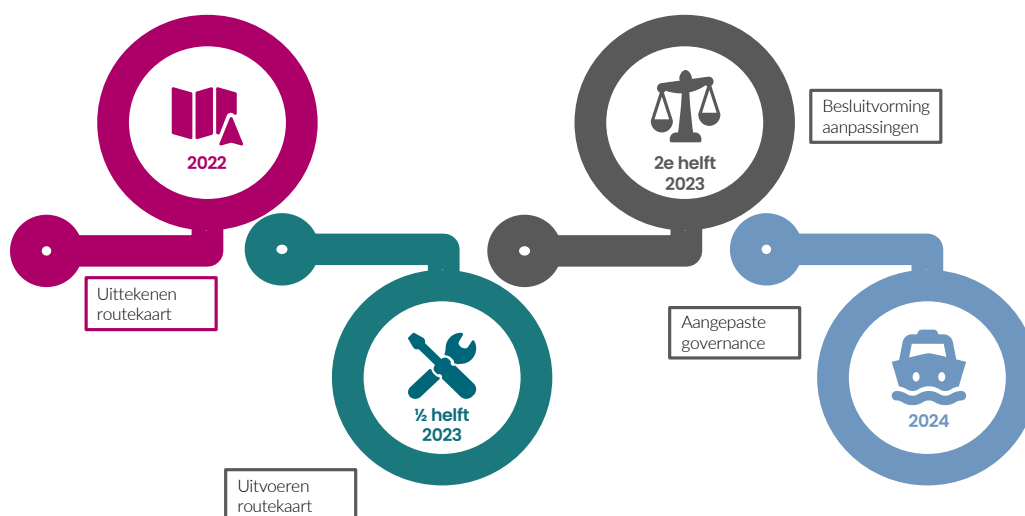 2022
Uittekenen
routekaart
½ helft
2023
Uitvoeren
routekaart
2e helft
2023
Besluitvorming
aanpassingen
Aangepaste
governance
2024